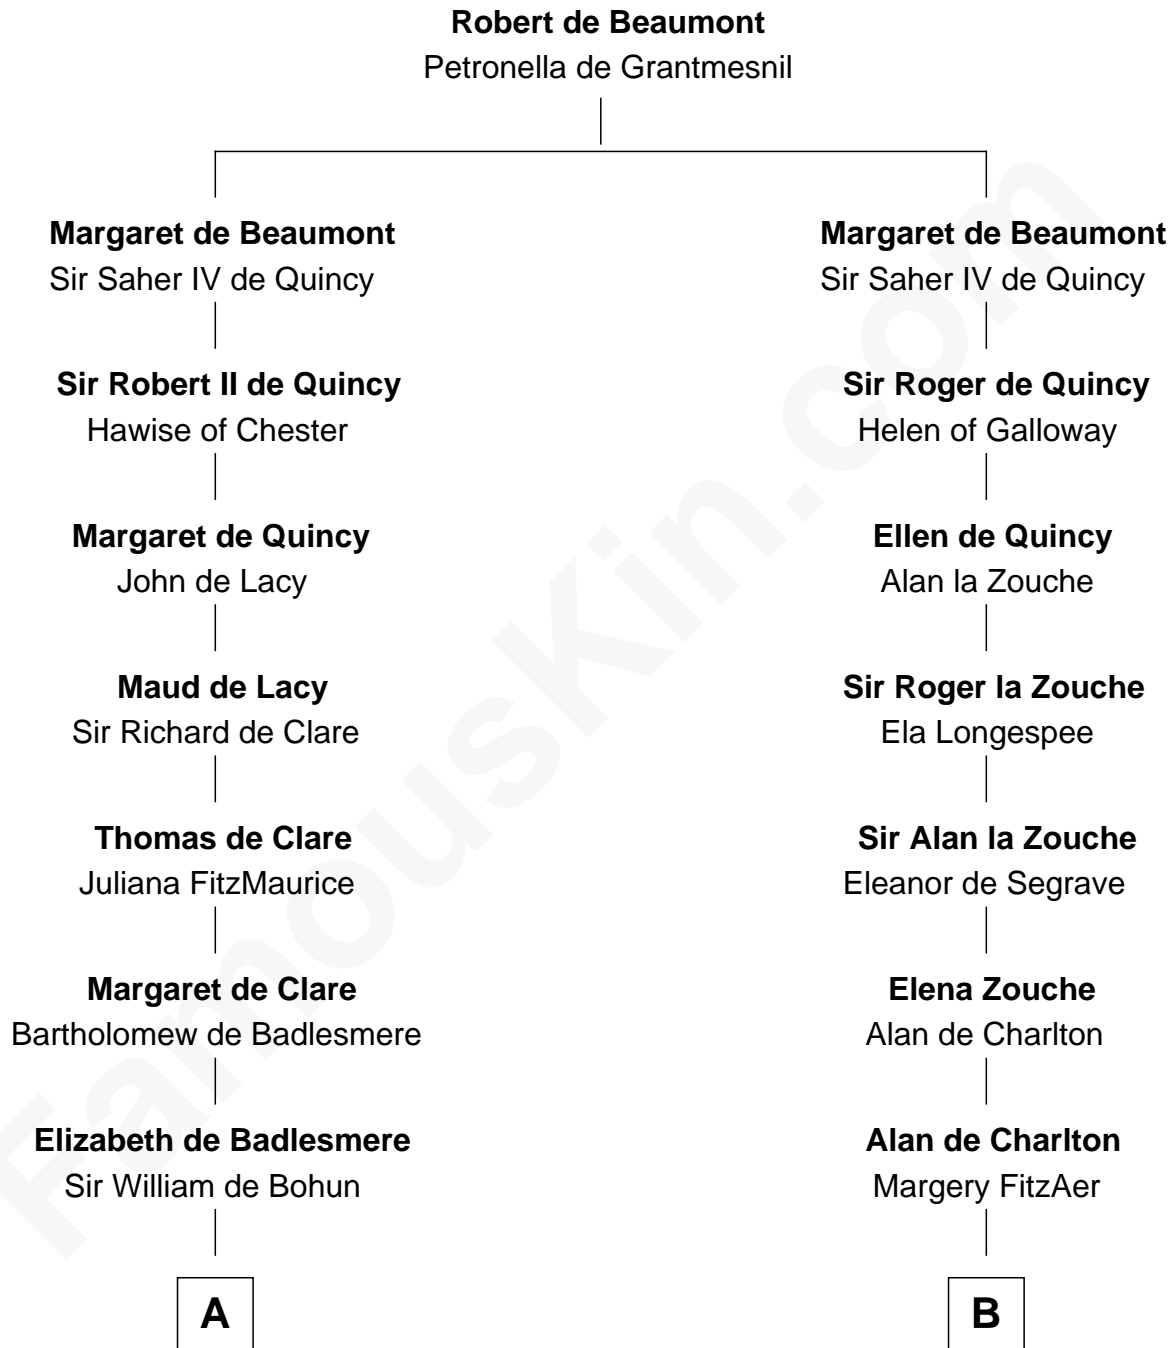 Robert de Beaumont
Petronella de Grantmesnil
Margaret de Beaumont
Sir Saher IV de Quincy
Margaret de Beaumont
Sir Saher IV de Quincy
Sir Robert II de Quincy
Hawise of Chester
Sir Roger de Quincy
Helen of Galloway
Margaret de Quincy
John de Lacy
Ellen de Quincy
Alan la Zouche
Maud de Lacy
Sir Richard de Clare
Sir Roger la Zouche
Ela Longespee
Thomas de Clare
Juliana FitzMaurice
Sir Alan la Zouche
Eleanor de Segrave
Margaret de Clare
Bartholomew de Badlesmere
Elena Zouche
Alan de Charlton
Elizabeth de Badlesmere
Sir William de Bohun
Alan de Charlton
Margery FitzAer
A
B
FamousKin.com